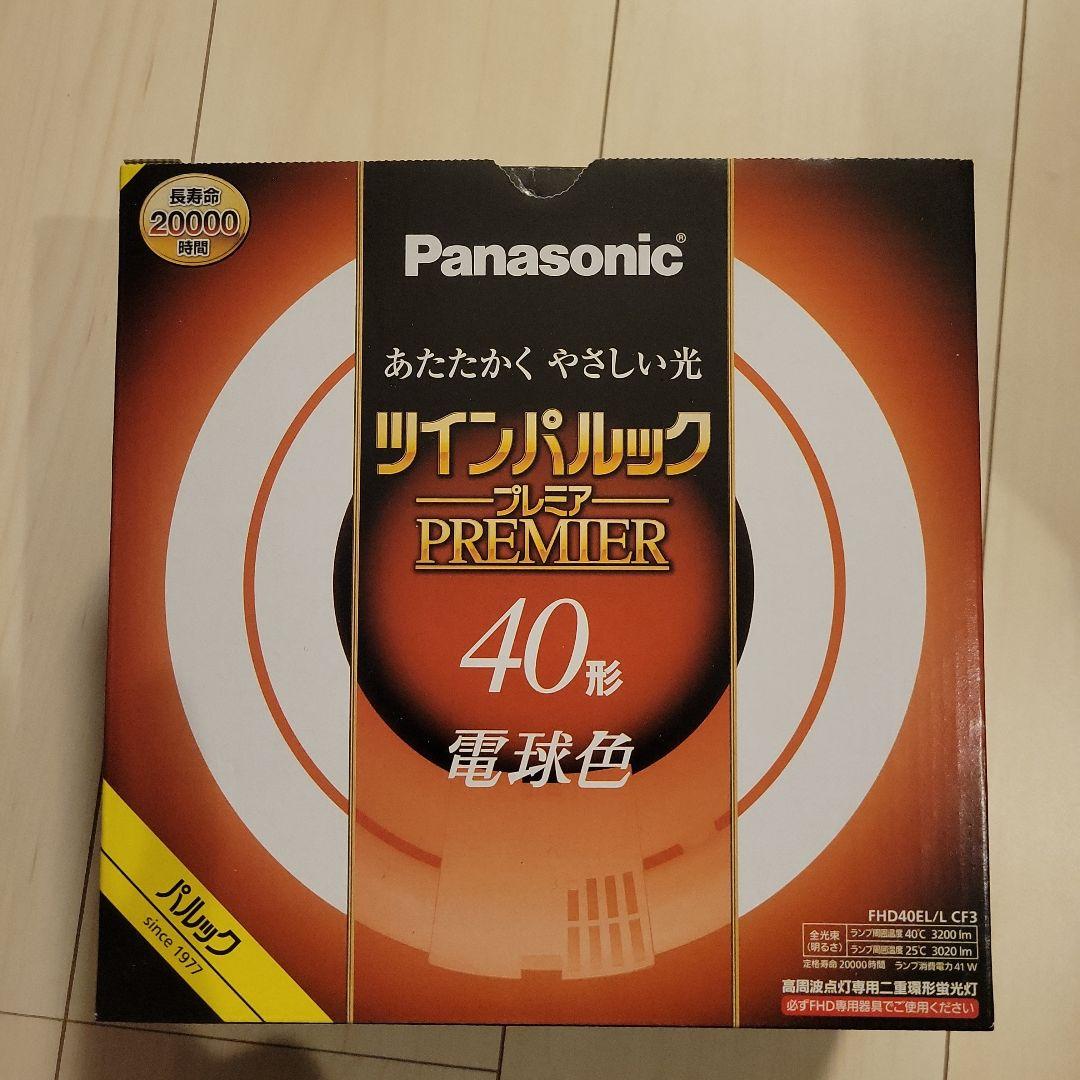 長寿命
20000
時間
Panasonic®
あたたかく やさしい光
ツインパルック
プレミア
PREMIER
40形
電球色
パルック
since 1977
FHD40EL/L CF3
全光束
(明るさ)
ランプ周囲温度 40℃ 3200 lm
ランプ周囲温度 25℃ 3020 lm
定格寿命 20000時間 ランプ消費電力 41 W
高周波点灯専用二重環形蛍光灯
必ずFHD専用器具でご使用ください